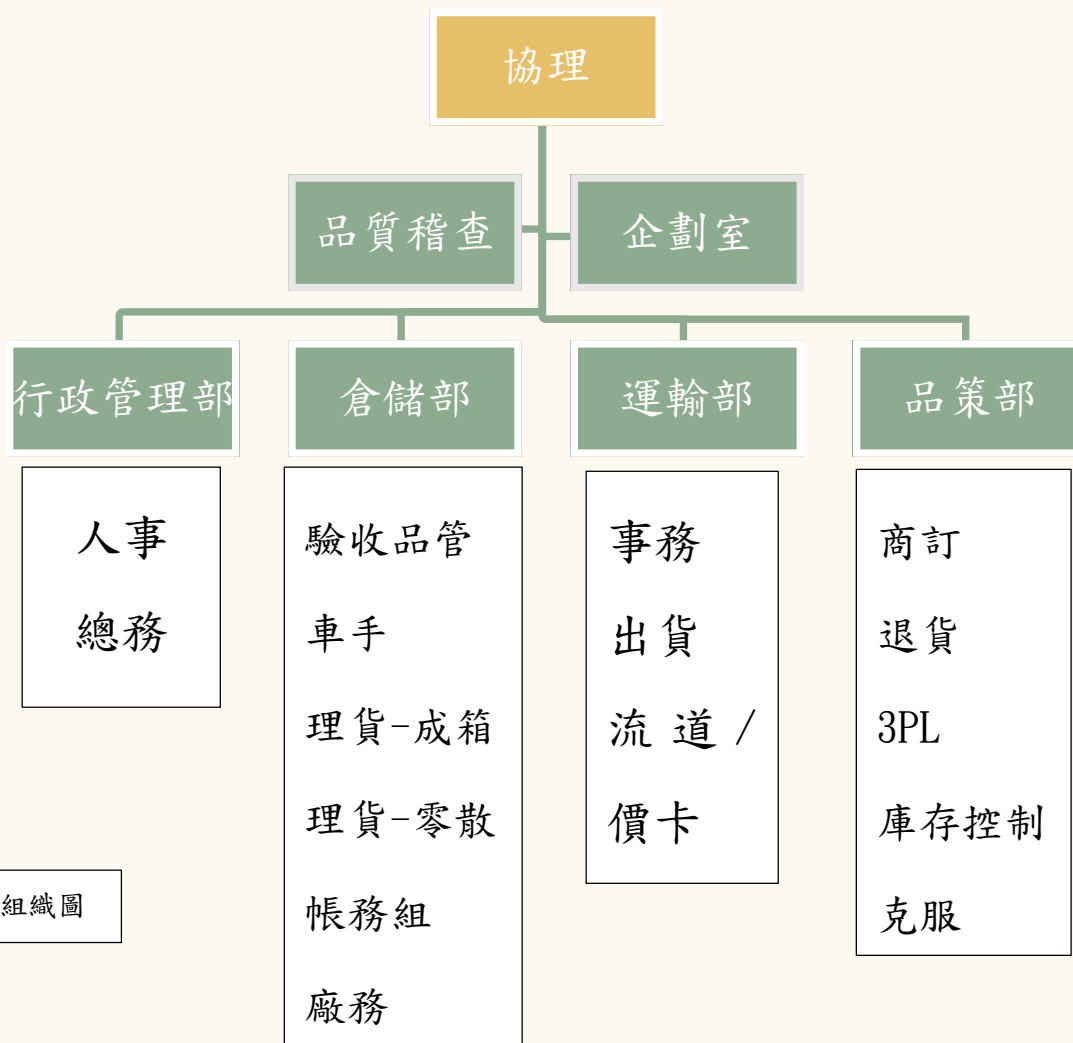 協理
品質稽查
企劃室
行政管理部
倉儲部
運輸部
品策部
人事
總務
驗收品管
車手
理貨-成箱
理貨-零散
帳務組
廠務
事務
出貨
流道/
價卡
商訂
退貨
3PL
庫存控制
克服
組織圖